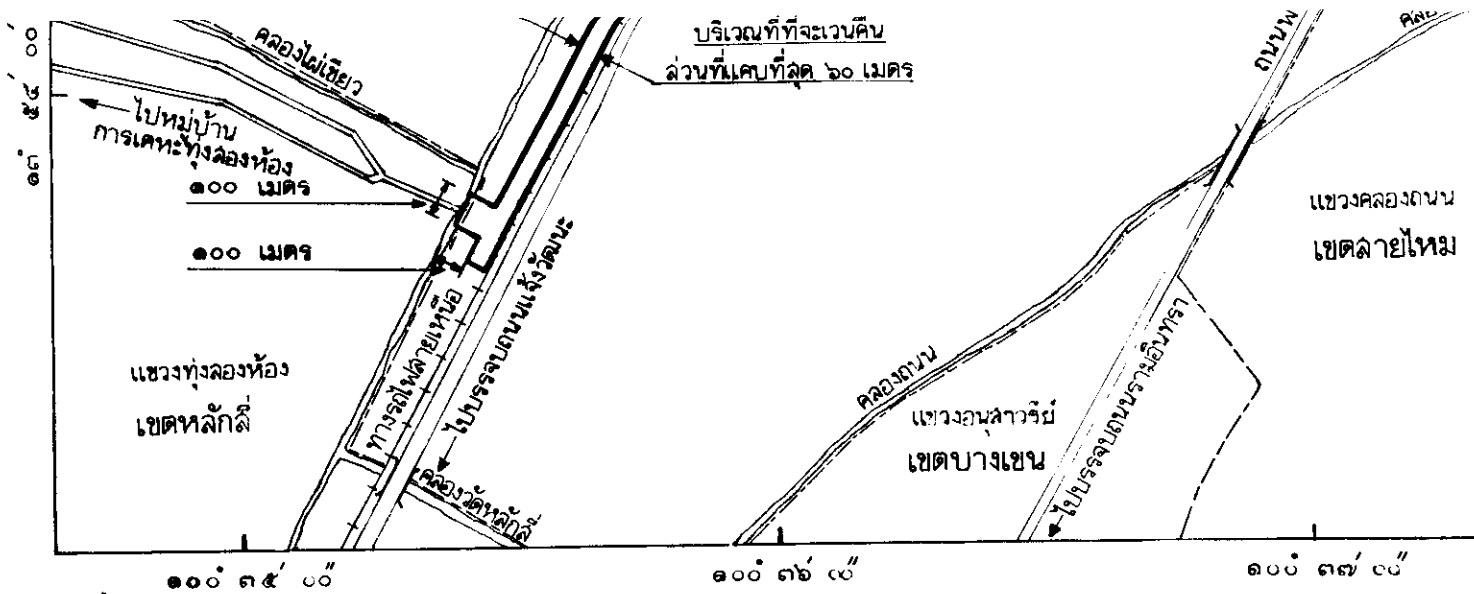 คลองไผ่เขียว
บริเวณที่ที่จะเวนคืน
ส่วนที่แคบที่สุด ๖๐ เมตร
ไปหมู่บ้าน
การเคหะทุ่งสองห้อง
๑๐๐ เมตร
๑๐๐ เมตร
ทางรถไฟสายเหนือ
ไปบรรจบถนนแจ้งวัฒนะ
แขวงทุ่งสองห้อง
เขตหลักสี่
คลองวัดหลักสี่
คลองถนน
แขวงอนุสาวรีย์
เขตบางเขน
ไปบรรจบถนนรามอินทรา
แขวงคลองถนน
เขตสายไหม
๑๐๐° ๓๕′ ๐๐″
๑๐๐° ๓๖′ ๐๐″
๑๐๐° ๓๗′ ๐๐″